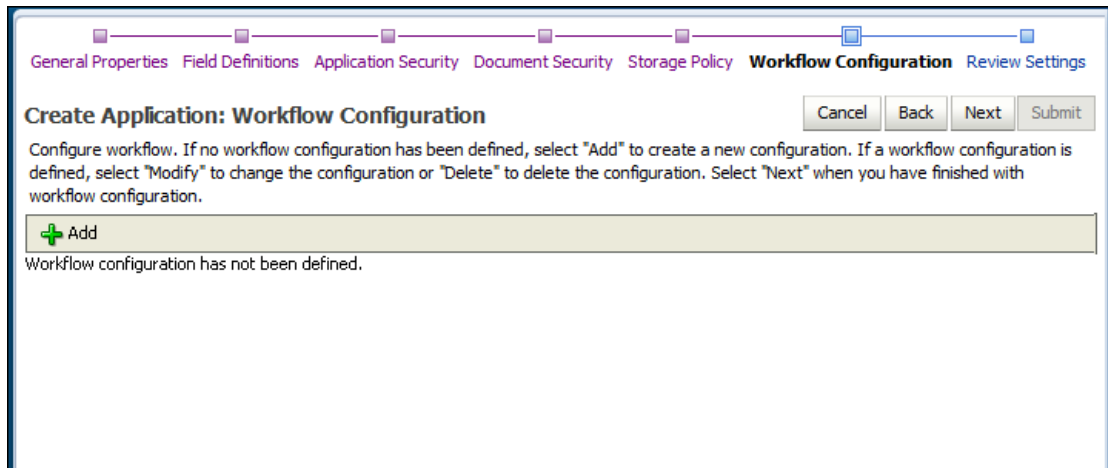 General Properties Field Definitions Application Security Document Security Storage Policy Workflow Configuration Review Settings
Create Application: Workflow Configuration Cancel Back Next Submit
Configure workflow. If no workflow configuration has been defined, select "Add" to create a new configuration. If a workflow configuration is
defined, select "Modify" to change the configuration or "Delete" to delete the configuration. Select "Next" when you have finished with
workflow configuration.
Add
Workflow configuration has not been defined.